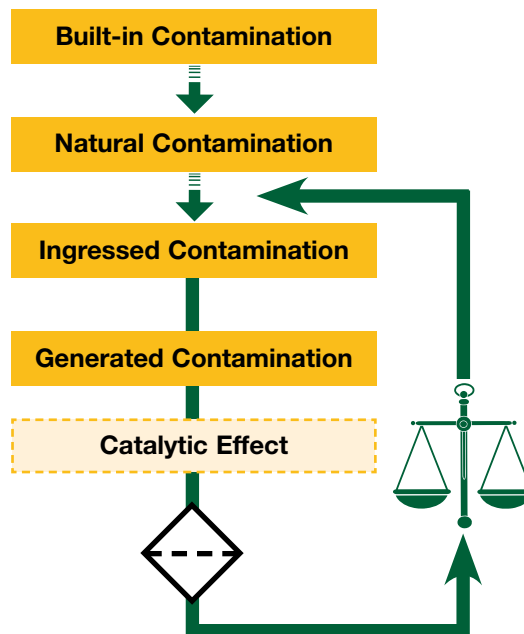 Built-in Contamination
Natural Contamination
Ingressed Contamination
Generated Contamination
Catalytic Effect